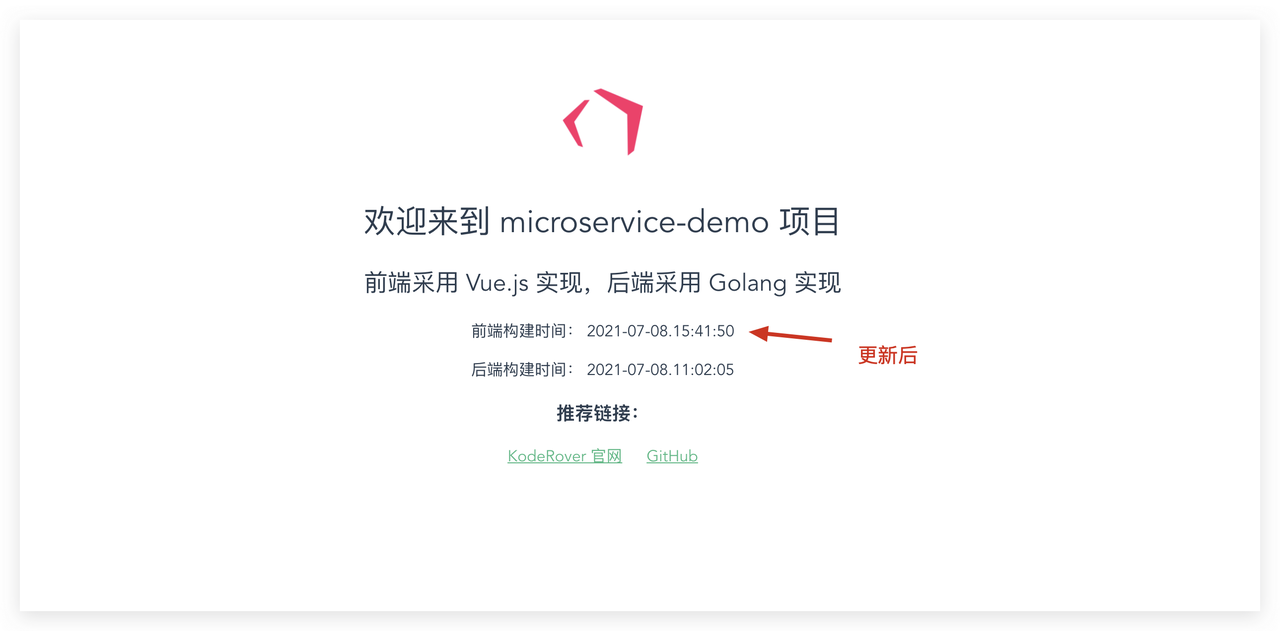 欢迎来到 microservice-demo 项目
前端采用 Vue.js 实现，后端采用 Golang 实现
前端构建时间： 2021-07-08.15:41:50
更新后
后端构建时间： 2021-07-08.11:02:05
推荐链接：
KodeRover 官网 GitHub